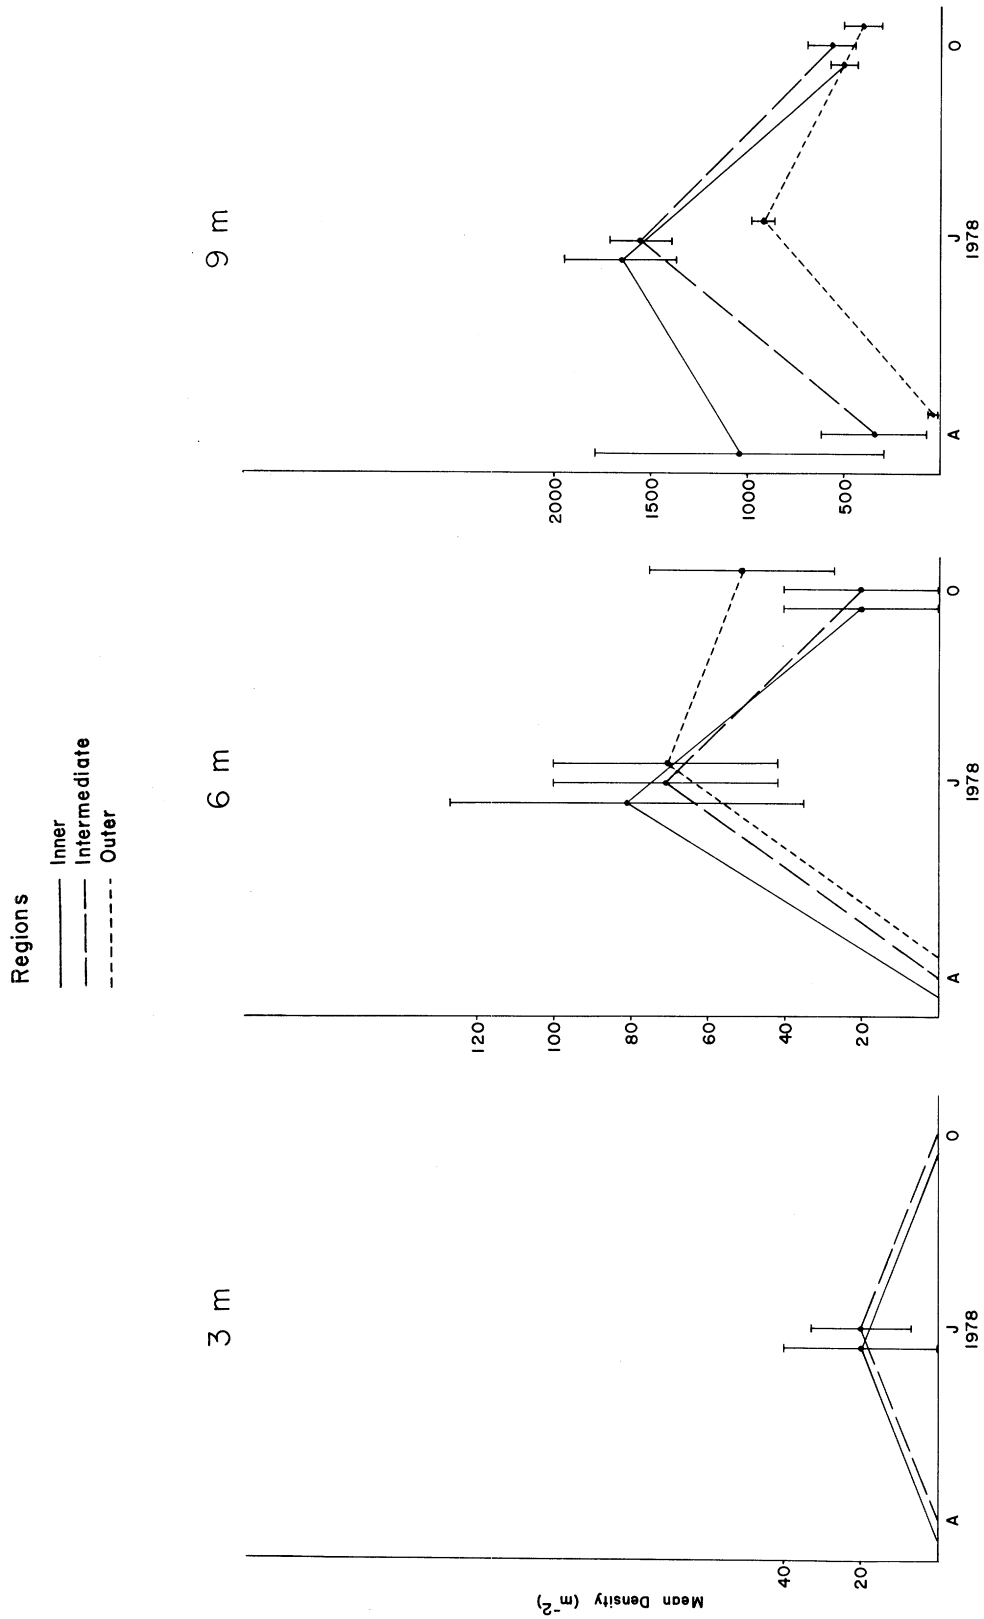 Regions
Inner
Intermediate
Outer
3 m
6 m
9 m
Mean Density (m⁻²)
40
20
A
J
O
1978
120
100
80
60
40
20
A
J
O
1978
2000
1500
1000
500
A
J
O
1978